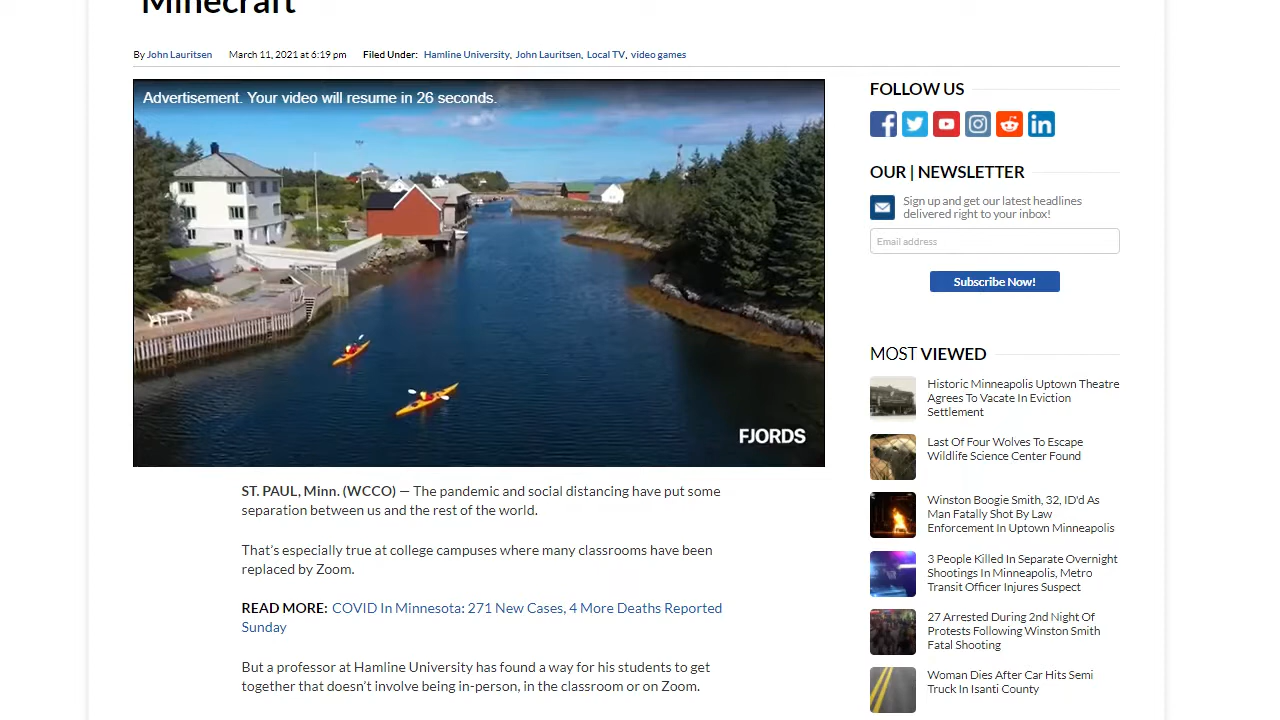 Minecraft
By John Lauritsen March 11, 2021 at 6:19 pm Filed Under: Hamline University, John Lauritsen, Local TV, video games
Advertisement. Your video will resume in 26 seconds.
FJORDS
ST. PAUL, Minn. (WCCO) — The pandemic and social distancing have put some
separation between us and the rest of the world.
That’s especially true at college campuses where many classrooms have been
replaced by Zoom.
READ MORE: COVID In Minnesota: 271 New Cases, 4 More Deaths Reported
Sunday
But a professor at Hamline University has found a way for his students to get
together that doesn’t involve being in-person, in the classroom or on Zoom.
FOLLOW US
OUR | NEWSLETTER
Sign up and get our latest headlines
delivered right to your inbox!
Email address
Subscribe Now!
MOST VIEWED
Historic Minneapolis Uptown Theatre
Agrees To Vacate In Eviction
Settlement
Last Of Four Wolves To Escape
Wildlife Science Center Found
Winston Boogie Smith, 32, ID'd As
Man Fatally Shot By Law
Enforcement In Uptown Minneapolis
3 People Killed In Separate Overnight
Shootings In Minneapolis, Metro
Transit Officer Injures Suspect
27 Arrested During 2nd Night Of
Protests Following Winston Smith
Fatal Shooting
Woman Dies After Car Hits Semi
Truck In Isanti County